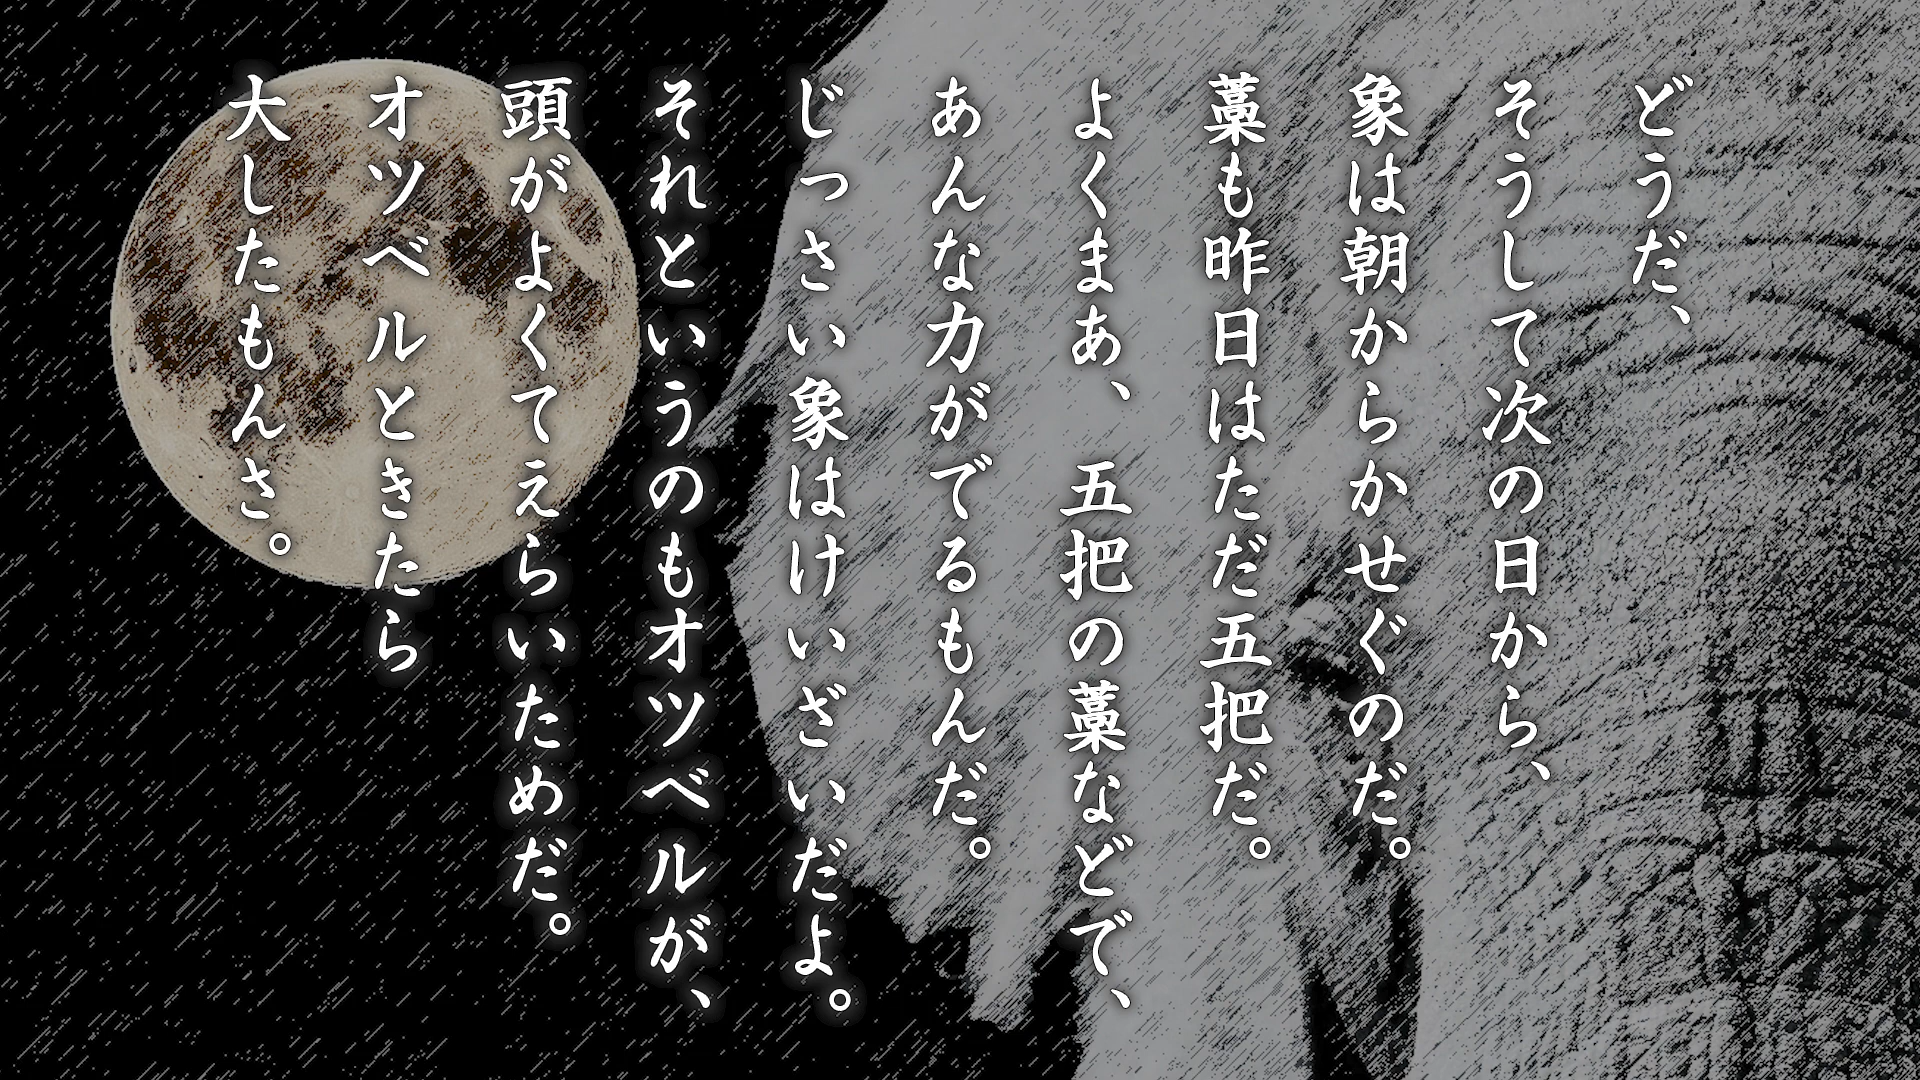 どうだ、
そうして次の日から、
象は朝からかせぐのだ。
藁も昨日はただ五把だ。
よくまあ、五把の藁などで、
あんな力がでるもんだ。
じっさい象はけいざいだよ。
それというのもオツベルが、
頭がよくてえらいためだ。
オツベルときたら
大したもんさ。